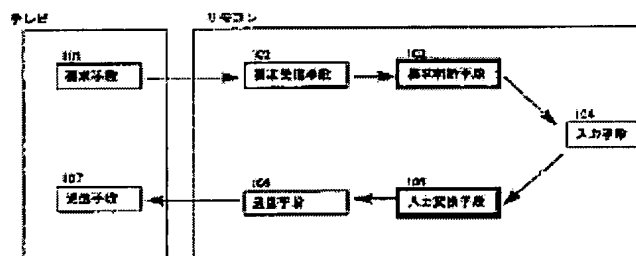 テレビ
リモコン
101
要求手段
102
要求受信手段
103
要求判断手段
104
入力手段
105
入力変換手段
106
送信手段
107
受信手段